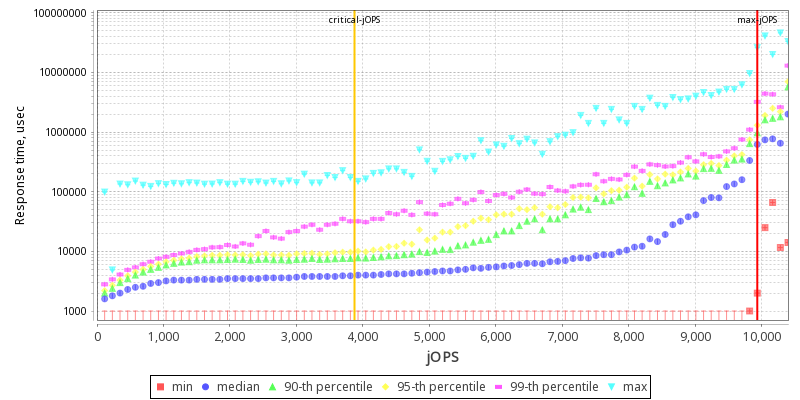 critical-jOPS
max-jOPS
Response time, usec
100000000
10000000
1000000
100000
10000
1000
0
1,000
2,000
3,000
4,000
5,000
6,000
7,000
8,000
9,000
10,000
jOPS
min
median
90-th percentile
95-th percentile
99-th percentile
max